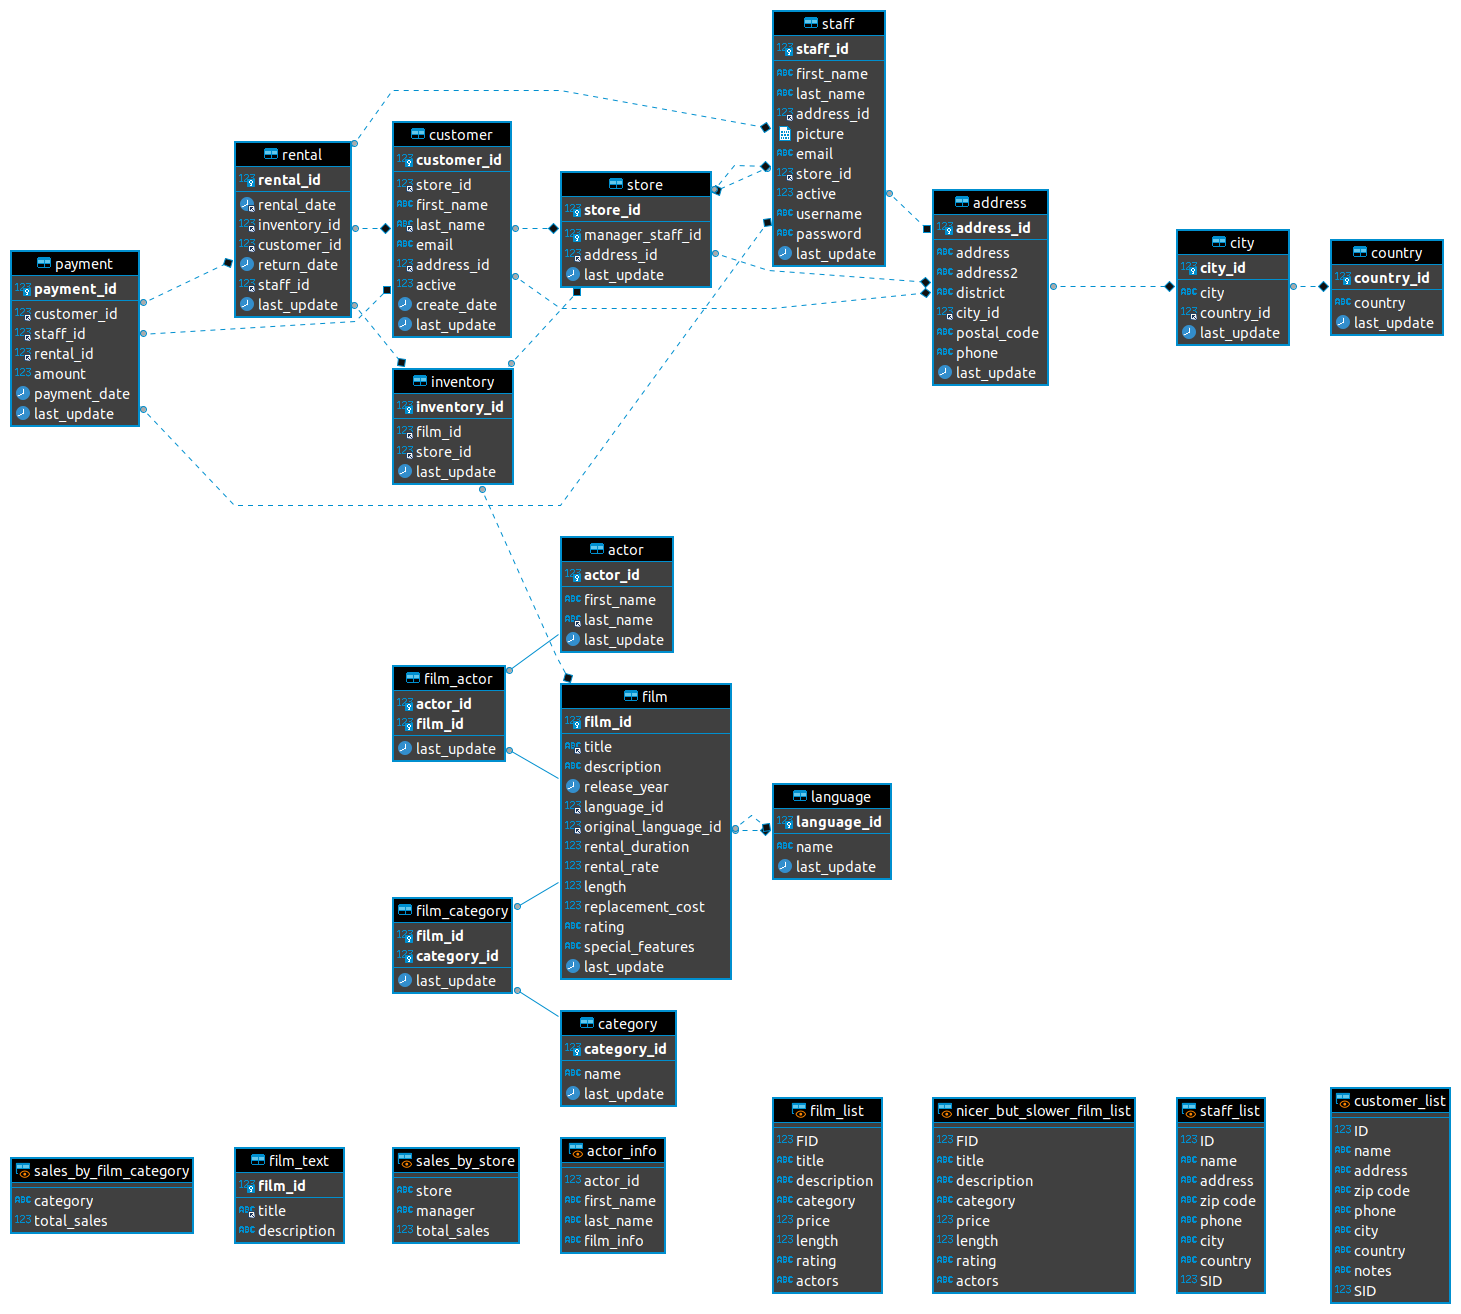 staff
staff_id
first_name
last_name
address_id
picture
email
store_id
active
username
password
last_update
customer
customer_id
store_id
first_name
last_name
email
address_id
active
create_date
last_update
rental
rental_id
rental_date
inventory_id
customer_id
return_date
staff_id
last_update
store
store_id
manager_staff_id
address_id
last_update
address
address_id
address
address2
district
city_id
postal_code
phone
last_update
city
city_id
city
country_id
last_update
country
country_id
country
last_update
payment
payment_id
customer_id
staff_id
rental_id
amount
payment_date
last_update
inventory
inventory_id
film_id
store_id
last_update
actor
actor_id
first_name
last_name
last_update
film_actor
actor_id
film_id
last_update
film
film_id
title
description
release_year
language_id
original_language_id
rental_duration
rental_rate
length
replacement_cost
rating
special_features
last_update
language
language_id
name
last_update
film_category
film_id
category_id
last_update
category
category_id
name
last_update
sales_by_film_category
category
total_sales
film_text
film_id
title
description
sales_by_store
store
manager
total_sales
actor_info
actor_id
first_name
last_name
film_info
film_list
FID
title
description
category
price
length
rating
actors
nicer_but_slower_film_list
FID
title
description
category
price
length
rating
actors
staff_list
ID
name
address
zip code
phone
city
country
SID
customer_list
ID
name
address
zip code
phone
city
country
notes
SID